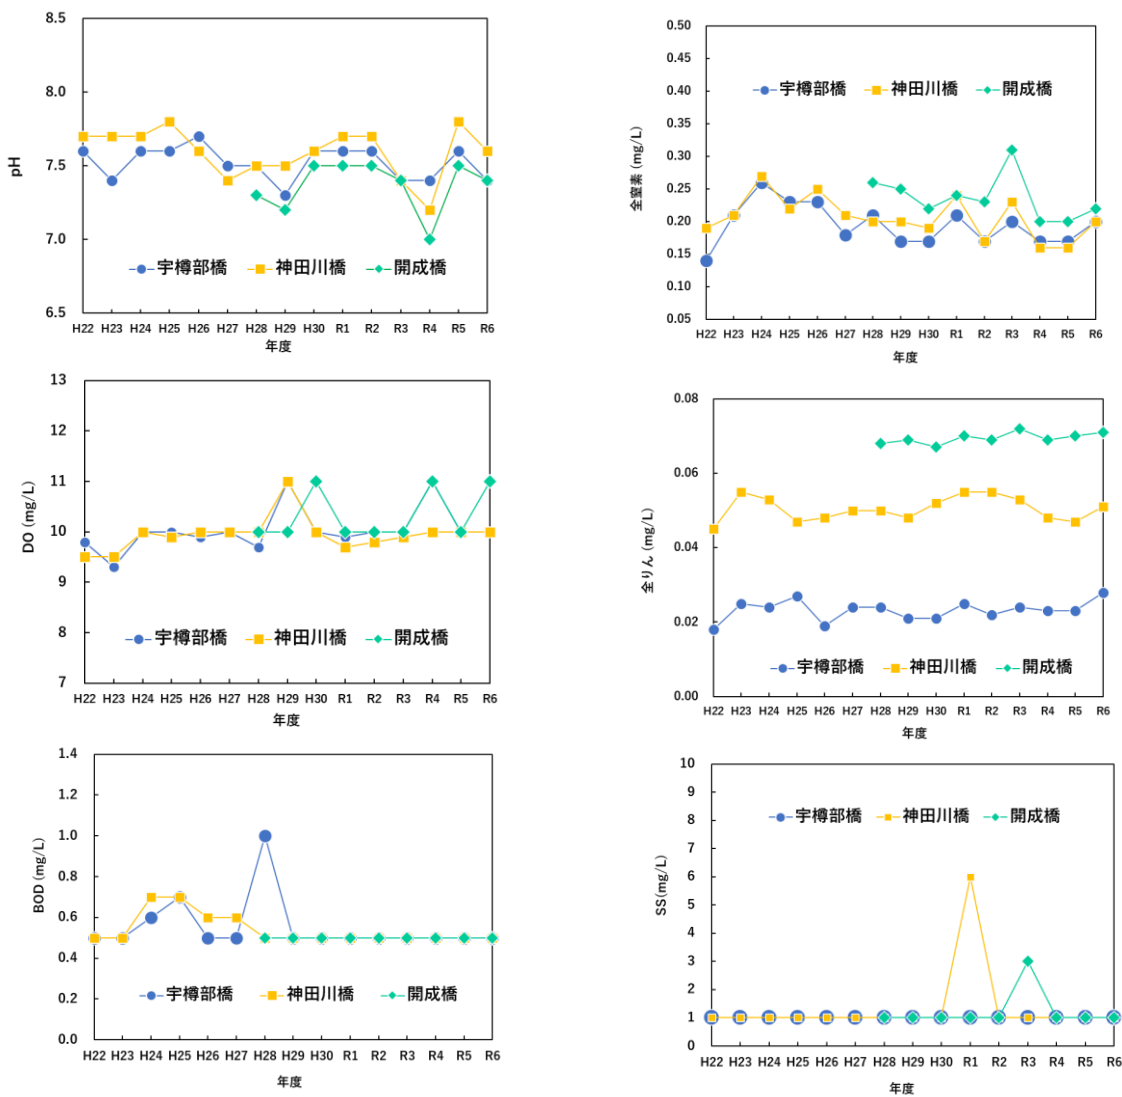 8.5
8.0
7.5
7.0
6.5
pH
宇樽部橋 神田川橋 開成橋
H22 H23 H24 H25 H26 H27 H28 H29 H30 R1 R2 R3 R4 R5 R6
年度
0.50
0.45
0.40
0.35
0.30
0.25
0.20
0.15
0.10
0.05
全窒素 (mg/L)
宇樽部橋 神田川橋 開成橋
H22 H23 H24 H25 H26 H27 H28 H29 H30 R1 R2 R3 R4 R5 R6
年度
13
12
11
10
9
8
7
DO (mg/L)
宇樽部橋 神田川橋 開成橋
H22 H23 H24 H25 H26 H27 H28 H29 H30 R1 R2 R3 R4 R5 R6
年度
0.08
0.06
0.04
0.02
0.00
全りん (mg/L)
宇樽部橋 神田川橋 開成橋
H22 H23 H24 H25 H26 H27 H28 H29 H30 R1 R2 R3 R4 R5 R6
年度
1.4
1.2
1.0
0.8
0.6
0.4
0.2
0.0
BOD (mg/L)
宇樽部橋 神田川橋 開成橋
H22 H23 H24 H25 H26 H27 H28 H29 H30 R1 R2 R3 R4 R5 R6
年度
10
9
8
7
6
5
4
3
2
1
0
SS(mg/L)
宇樽部橋 神田川橋 開成橋
H22 H23 H24 H25 H26 H27 H28 H29 H30 R1 R2 R3 R4 R5 R6
年度